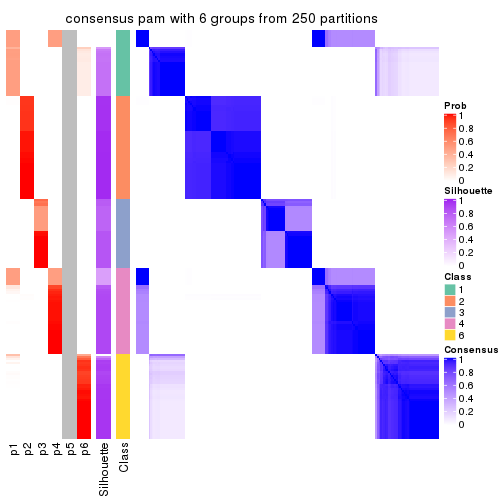 consensus pam with 6 groups from 250 partitions
Prob
1
0.8
0.6
0.4
0.2
0
Silhouette
1
0.8
0.6
0.4
0.2
0
Class
1
2
3
4
6
Consensus
1
0.8
0.6
0.4
0.2
0
p1
p2
p3
p4
p5
p6
Silhouette
Class